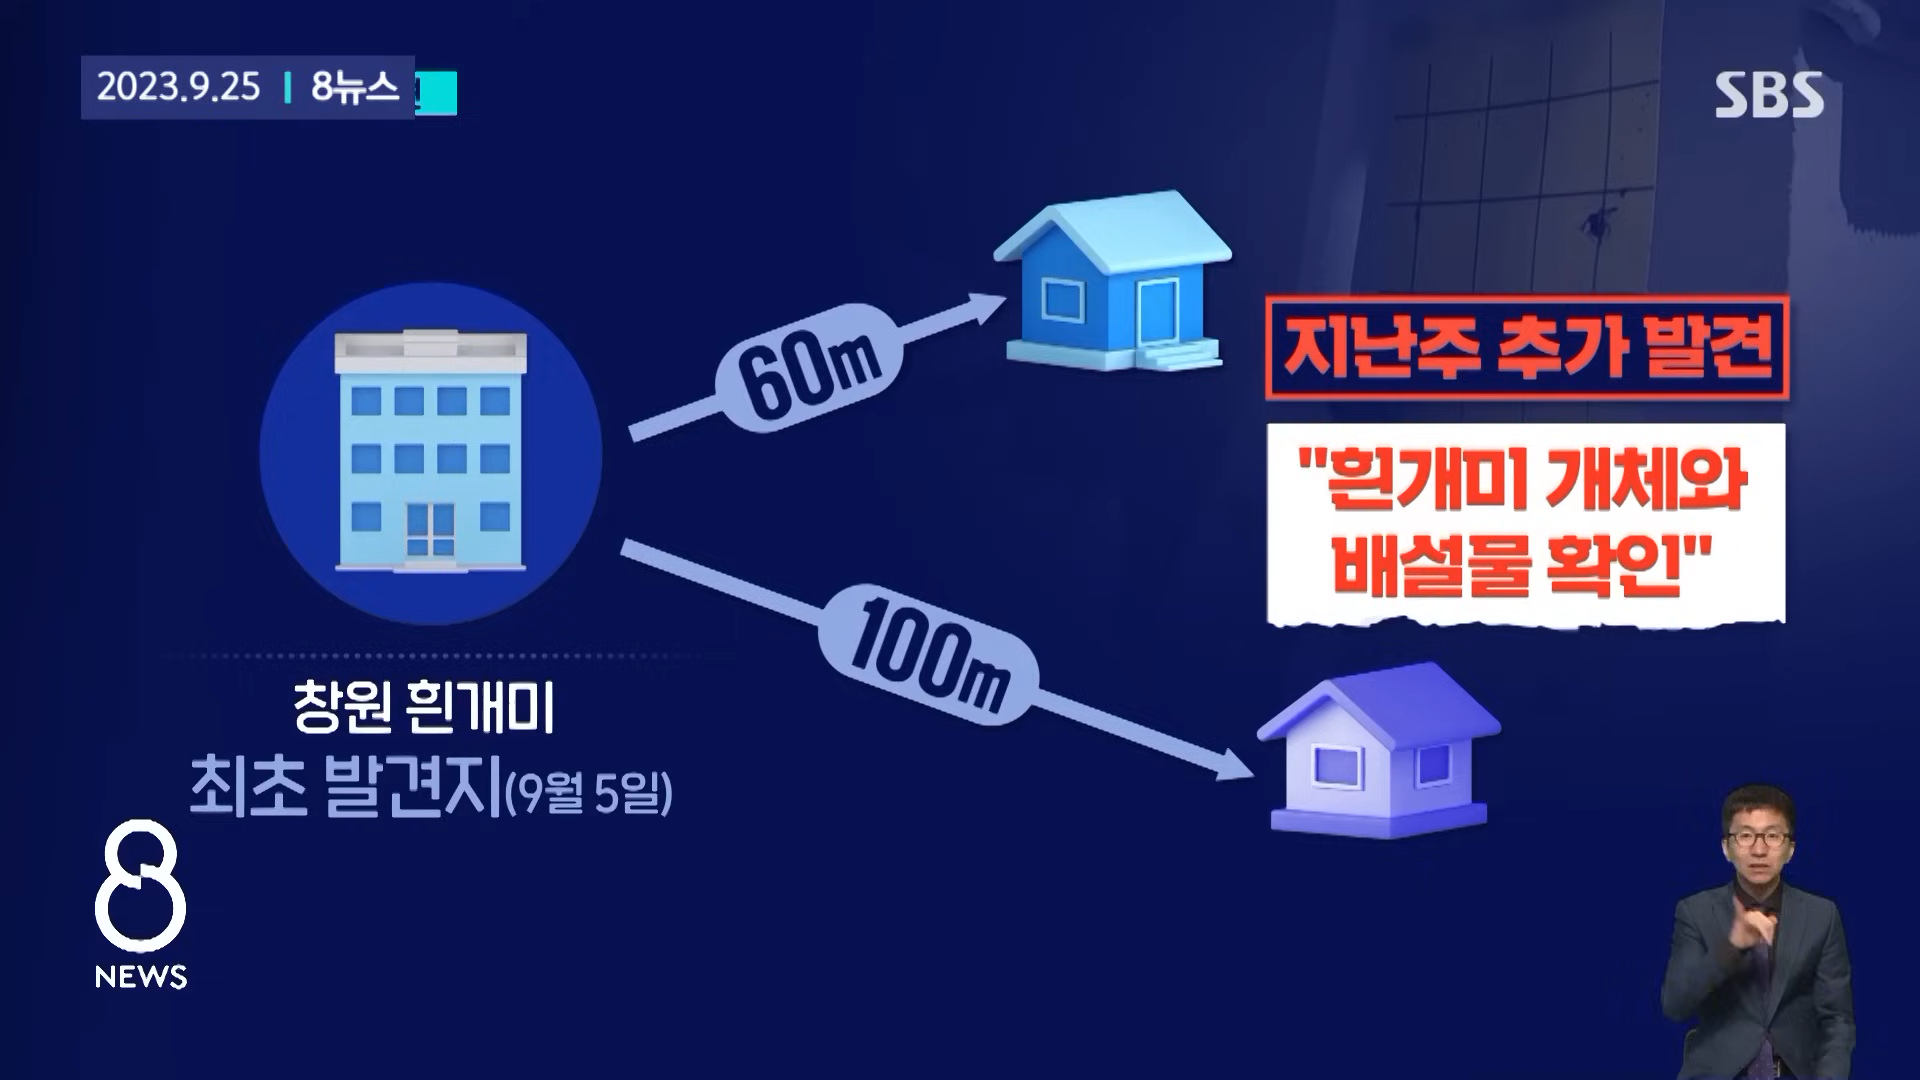 2023.9.25 | 8뉴스
SBS
60m
지난주 추가 발견
"흰개미 개체와
배설물 확인"
100m
창원 흰개미
최초 발견지(9월 5일)
8
NEWS